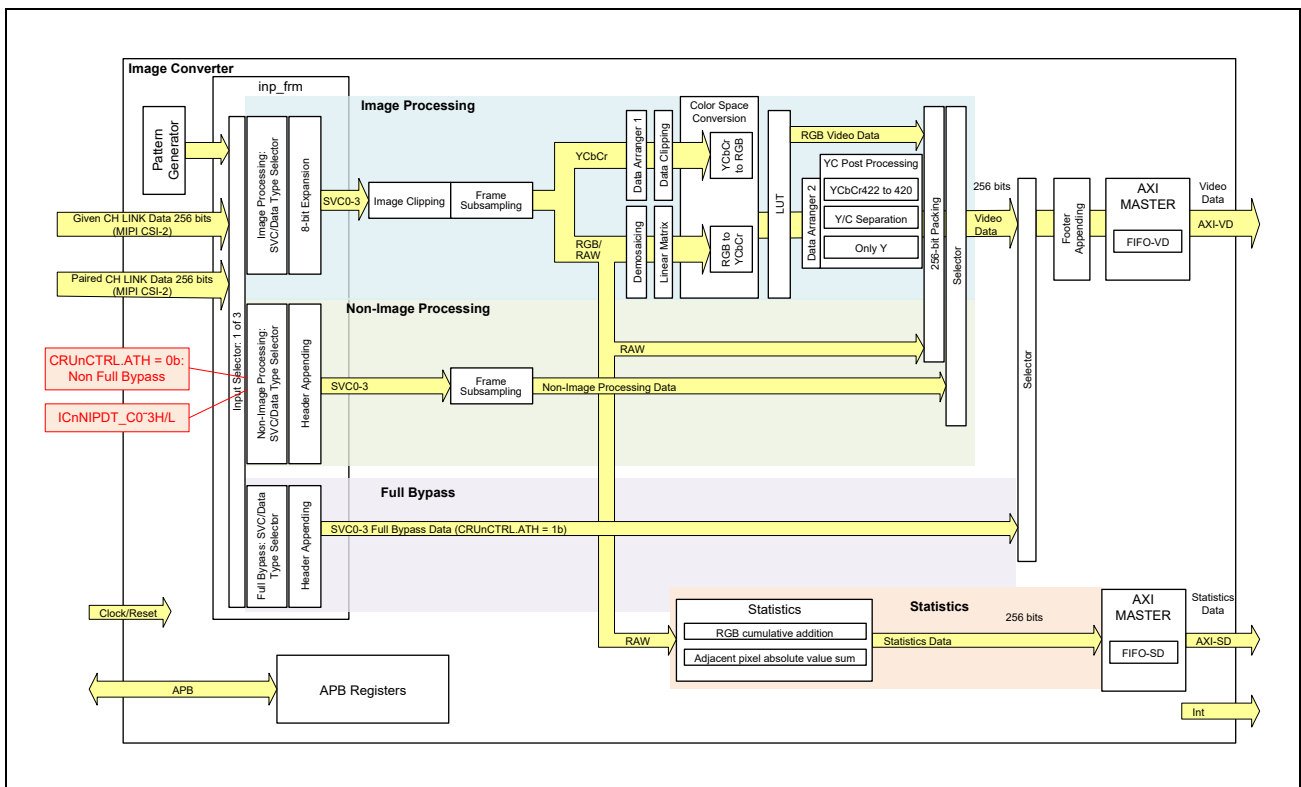 Image Converter
inp_frm
Pattern
Generator
Given CH LINK Data 256 bits
(MIPI CSI-2)
Paired CH LINK Data 256 bits
(MIPI CSI-2)
CRUnCTRL.ATH = 0b:
Non Full Bypass
ICnNIPDT_C0~3H/L
Input Selector: 1 of 3
Image Processing
Image Processing:
SVC/Data Type Selector
8-bit Expansion
SVC0-3
Image Clipping
Frame
Subsampling
YCbCr
RGB/
RAW
Data Arranger 1
Data Clipping
Demosaicing
Linear Matrix
Color Space
Conversion
YCbCr
to RGB
RGB to
YCbCr
LUT
RGB Video Data
Data Arranger 2
YC Post Processing
YCbCr422 to 420
Y/C Separation
Only Y
256-bit Packing
Selector
256 bits
Video
Data
Selector
Footer
Appending
AXI
MASTER
FIFO-VD
Video
Data
AXI-VD
Non-Image Processing
Non-Image Processing:
SVC/Data Type Selector
Header Appending
SVC0-3
Frame
Subsampling
Non-Image Processing Data
RAW
Full Bypass
Full Bypass: SVC/Data
Type Selector
Header Appending
SVC0-3 Full Bypass Data (CRUnCTRL.ATH = 1b)
Clock/Reset
RAW
Statistics
RGB cumulative addition
Adjacent pixel absolute value sum
Statistics
Statistics Data
256 bits
AXI
MASTER
FIFO-SD
Statistics
Data
AXI-SD
APB
APB Registers
Int